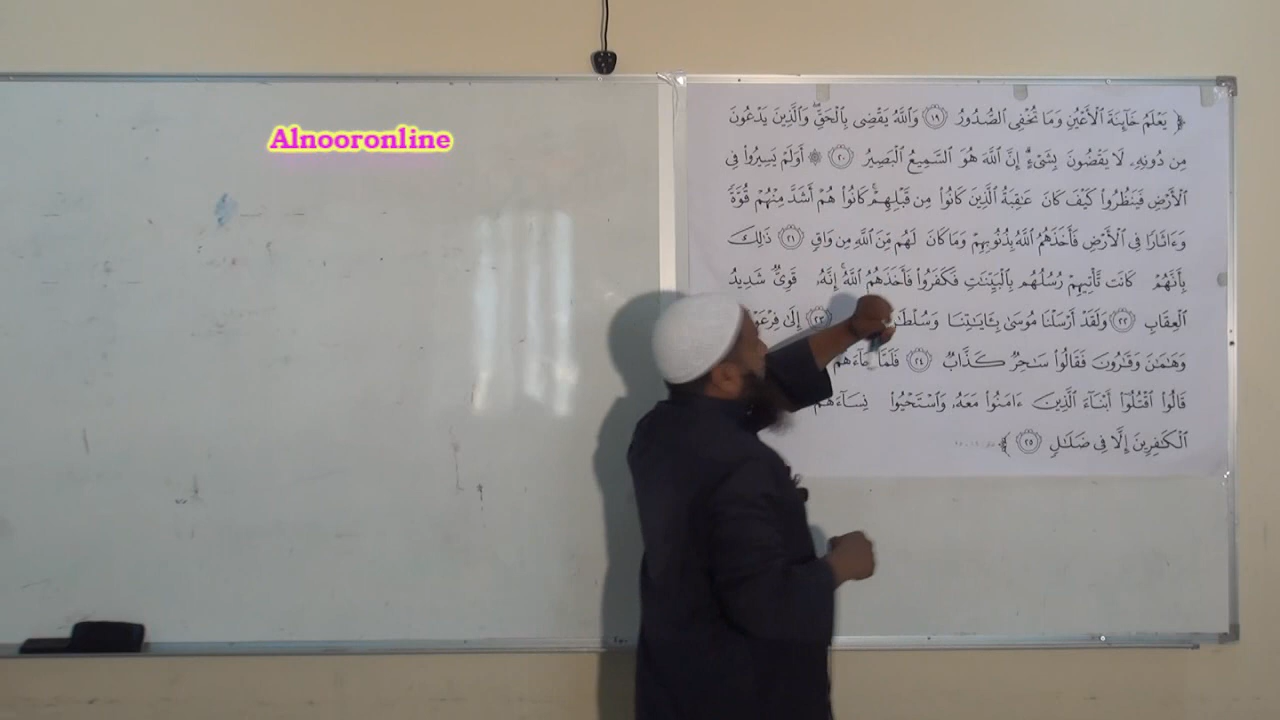 Alnooronline
﴿ يَعْلَمُ خَآئِنَةَ ٱلْأَعْيُنِ وَمَا تُخْفِى ٱلصُّدُورُ ١٩ وَٱللَّهُ يَقْضِى بِٱلْحَقِّ ۖ وَٱلَّذِينَ يَدْعُونَ
مِن دُونِهِۦ لَا يَقْضُونَ بِشَىْءٍ ۗ إِنَّ ٱللَّهَ هُوَ ٱلسَّمِيعُ ٱلْبَصِيرُ ٢٠ ۞ أَوَلَمْ يَسِيرُوا۟ فِى
ٱلْأَرْضِ فَيَنظُرُوا۟ كَيْفَ كَانَ عَٰقِبَةُ ٱلَّذِينَ كَانُوا۟ مِن قَبْلِهِمْ ۚ كَانُوا۟ هُمْ أَشَدَّ مِنْهُمْ قُوَّةً
وَءَاثَارًا فِى ٱلْأَرْضِ فَأَخَذَهُمُ ٱللَّهُ بِذُنُوبِهِمْ وَمَا كَانَ لَهُم مِّنَ ٱللَّهِ مِن وَاقٍ ٢١ ذَٰلِكَ
بِأَنَّهُمْ كَانَت تَّأْتِيهِمْ رُسُلُهُم بِٱلْبَيِّنَٰتِ فَكَفَرُوا۟ فَأَخَذَهُمُ ٱللَّهُ ۚ إِنَّهُۥ قَوِىٌّ شَدِيدُ
ٱلْعِقَابِ ٢٢ وَلَقَدْ أَرْسَلْنَا مُوسَىٰ بِـَٔايَٰتِنَا ٢٣ إِلَىٰ
وَهَٰمَٰنَ وَقَٰرُونَ فَقَالُوا۟ سَٰحِرٌ كَذَّابٌ ٢٤ فَلَمَّا جَآءَهُم
قَالُوا۟ ٱقْتُلُوٓا۟ أَبْنَآءَ ٱلَّذِينَ ءَامَنُوا۟ مَعَهُۥ وَٱسْتَحْيُوا۟ نِسَآءَهُمْ
ٱلْكَٰفِرِينَ إِلَّا فِى ضَلَٰلٍ ٢٥ ﴾